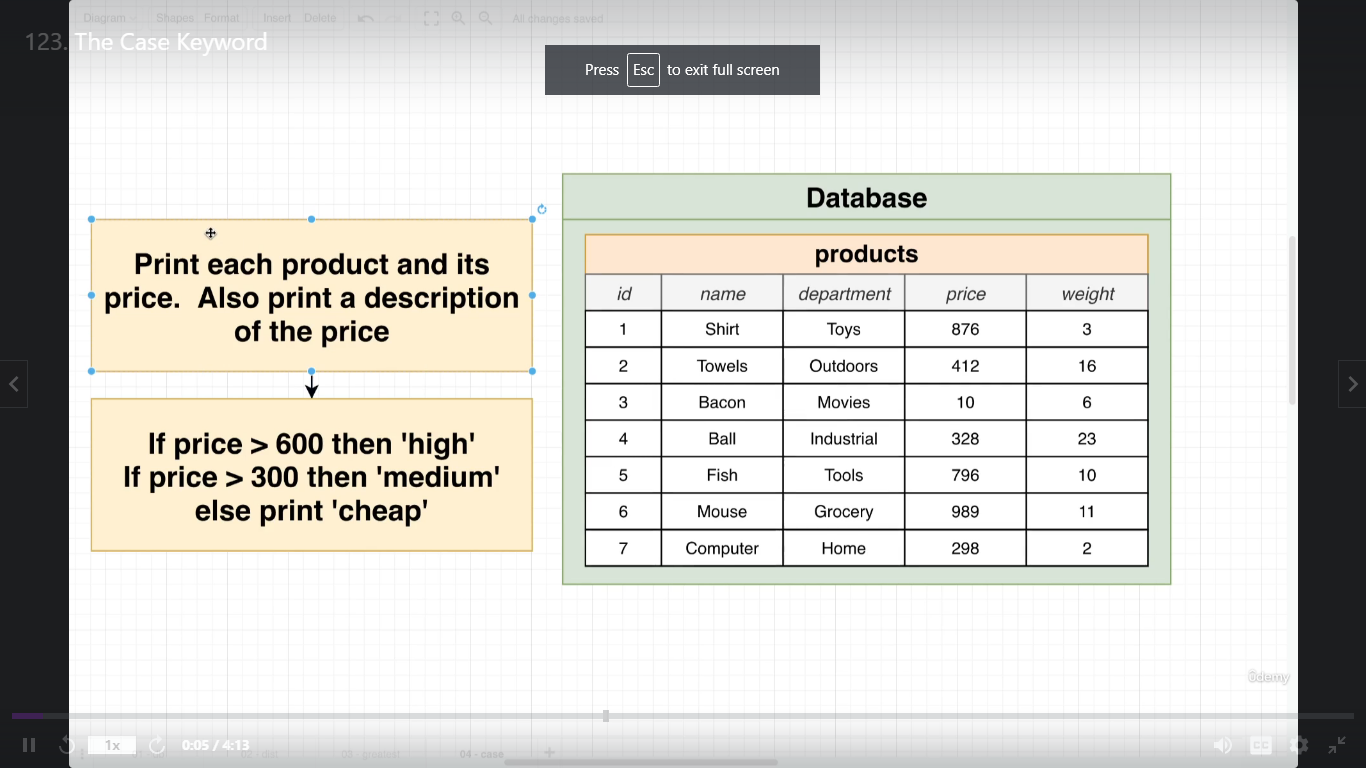 Diagram Shapes Format Insert Delete All changes saved
123. The Case Keyword
Press Esc to exit full screen
Print each product and its
price. Also print a description
of the price
If price > 600 then 'high'
If price > 300 then 'medium'
else print 'cheap'
Database
products
id name department price weight
1 Shirt Toys 876 3
2 Towels Outdoors 412 16
3 Bacon Movies 10 6
4 Ball Industrial 328 23
5 Fish Tools 796 10
6 Mouse Grocery 989 11
7 Computer Home 298 2
ûdemy
1x 0:05 / 4:13 CC
04 - case